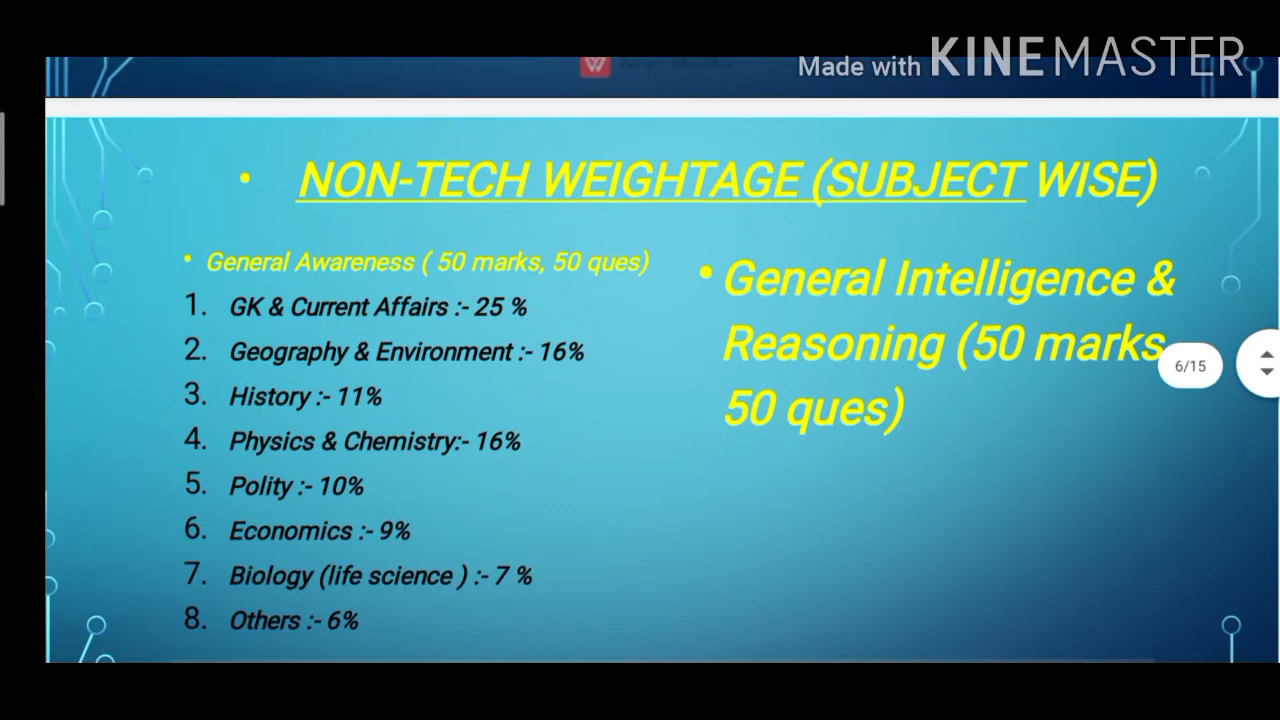 Made with KINEMASTER
• NON-TECH WEIGHTAGE (SUBJECT WISE)
• General Awareness ( 50 marks, 50 ques)
1. GK & Current Affairs :- 25 %
2. Geography & Environment :- 16%
3. History :- 11%
4. Physics & Chemistry:- 16%
5. Polity :- 10%
6. Economics :- 9%
7. Biology (life science ) :- 7 %
8. Others :- 6%
• General Intelligence &
Reasoning (50 marks
50 ques)
6/15